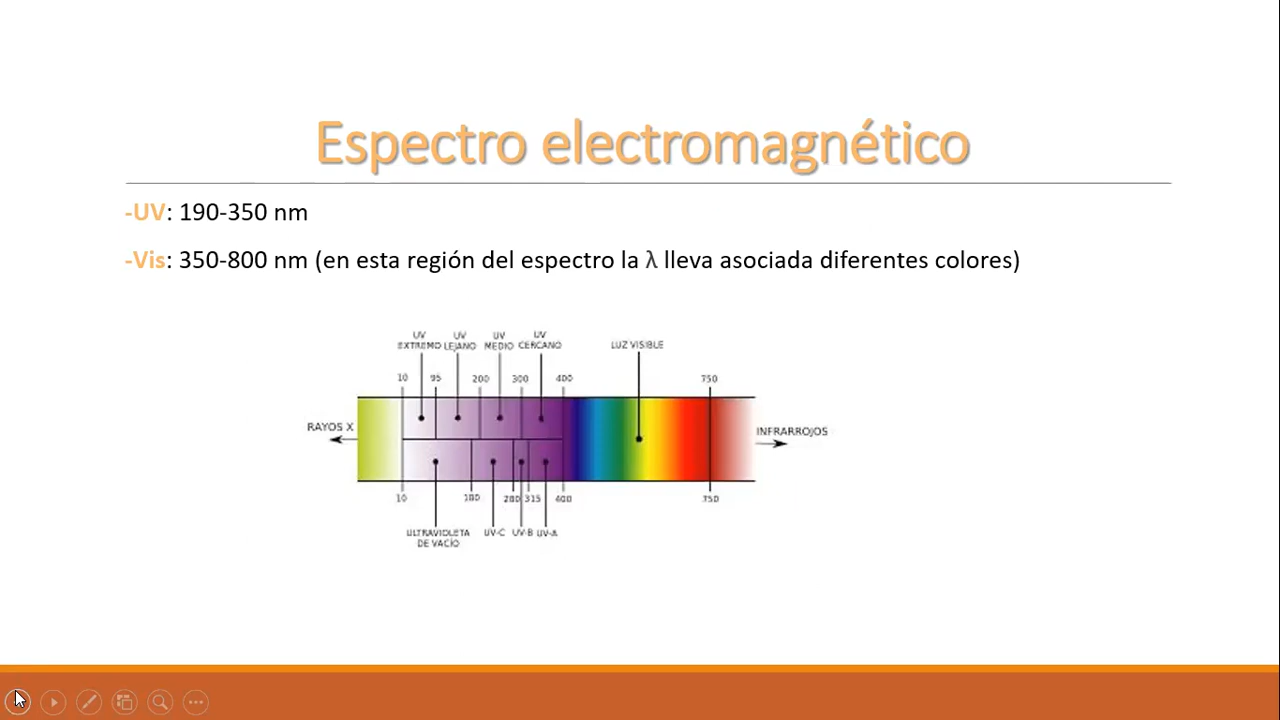 Espectro electromagnético
-UV: 190-350 nm
-Vis: 350-800 nm (en esta región del espectro la λ lleva asociada diferentes colores)
UV EXTREMO
UV LEJANO
UV MEDIO
UV CERCANO
LUZ VISIBLE
10 95 200 300 400 750
RAYOS X
INFRARROJOS
10 100 280 315 400 750
ULTRAVIOLETA
DE VACÍO
UV-C UV-B UV-A